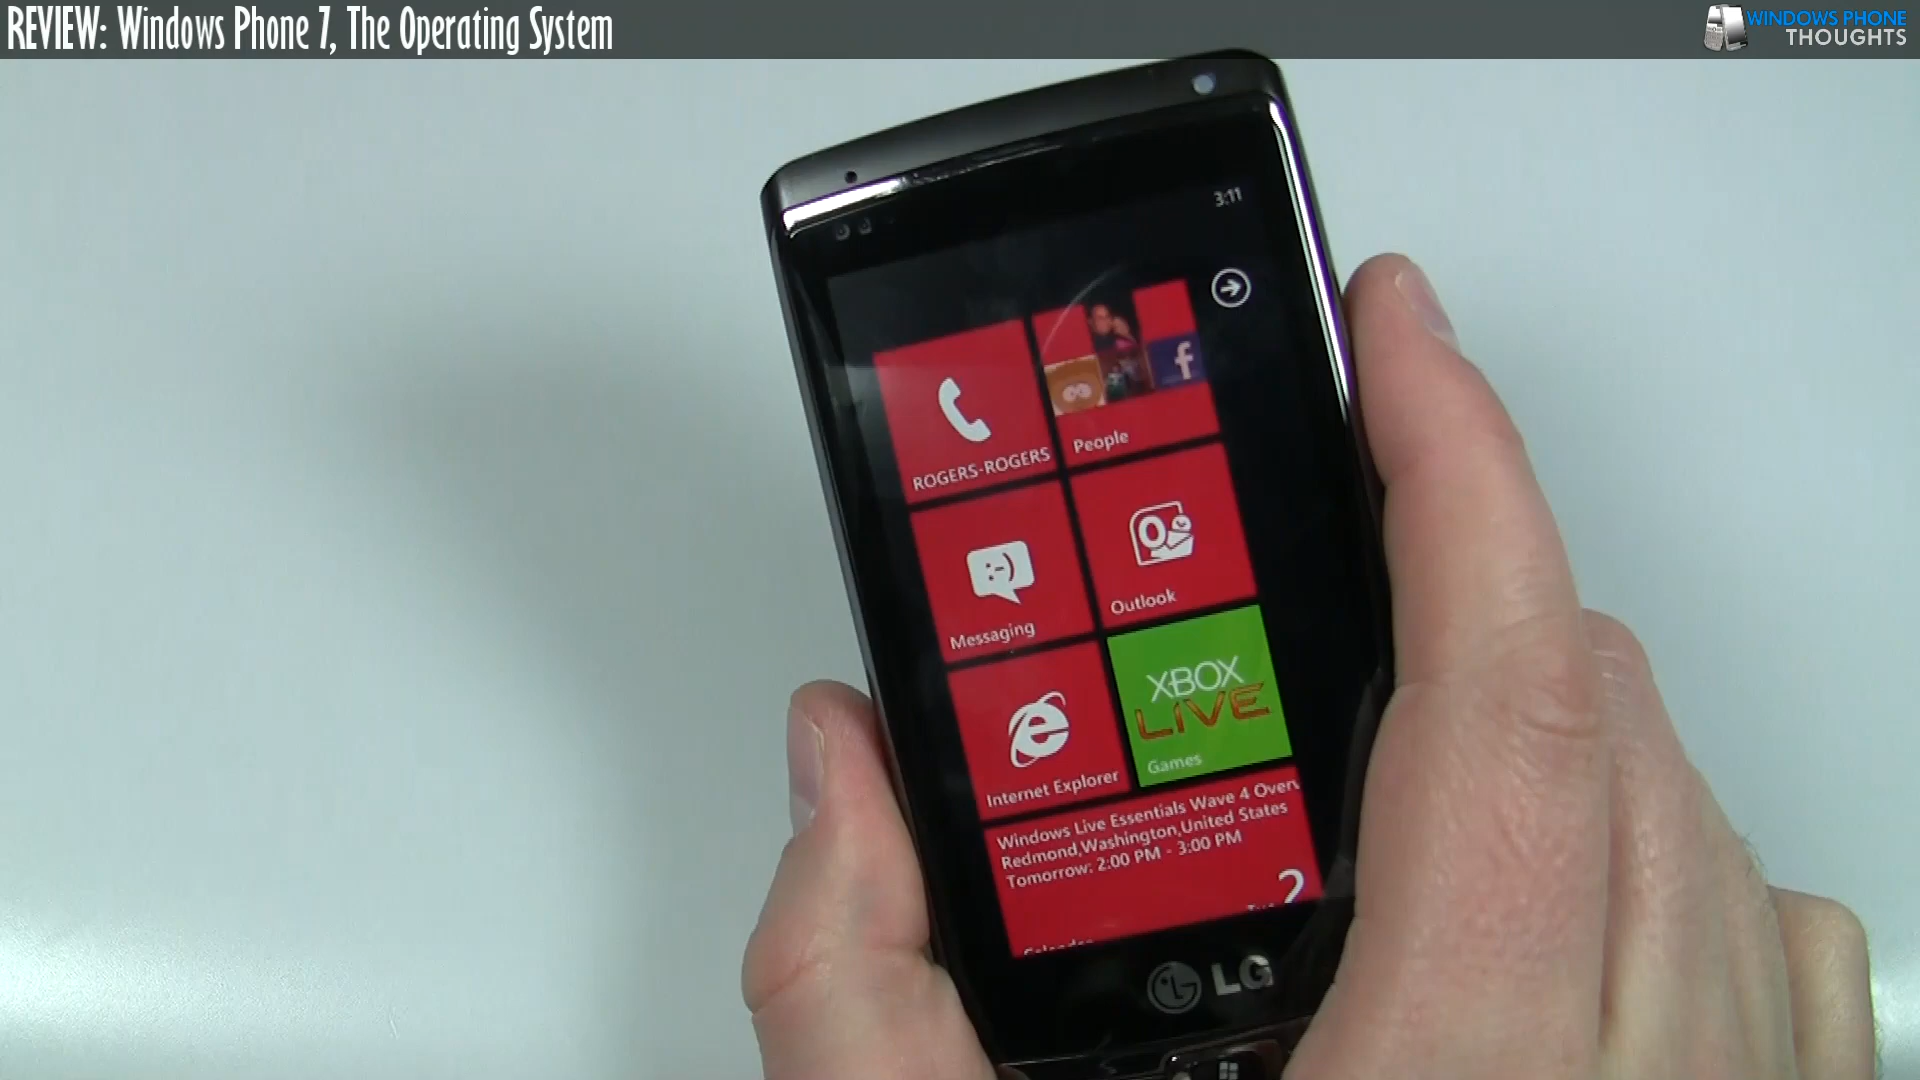 REVIEW: Windows Phone 7, The Operating System
WINDOWS PHONE
THOUGHTS
3:11
f
ROGERS-ROGERS
People
:-)
Messaging
O
Outlook
e
Internet Explorer
XBOX
LIVE
Games
Windows Live Essentials Wave 4 Over
Redmond,Washington,United States
Tomorrow: 2:00 PM - 3:00 PM
2
Calendar
LG